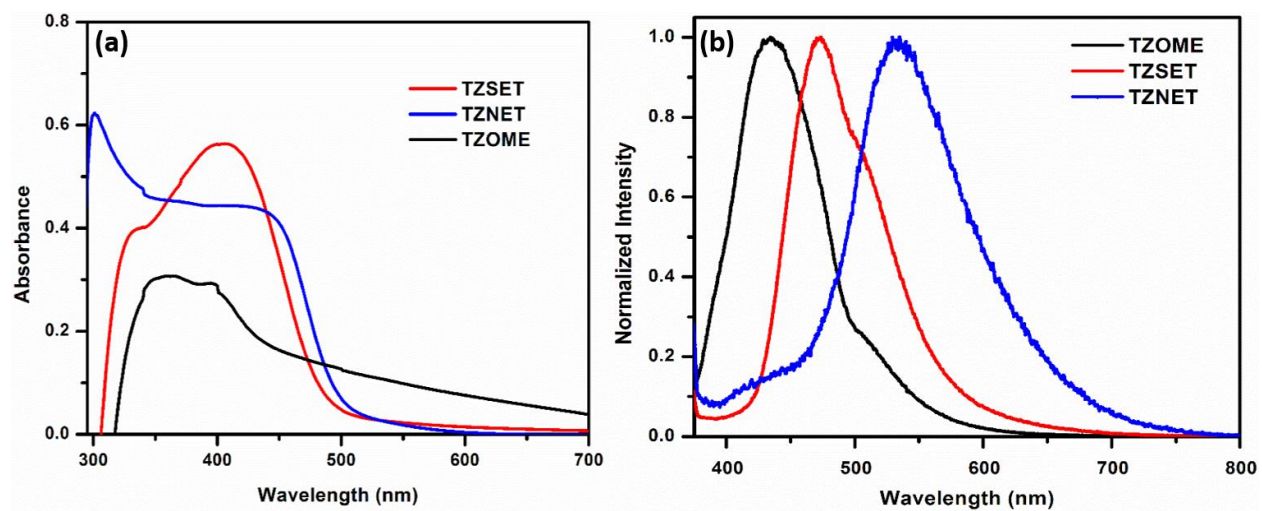 (a)
Absorbance
0.8
0.6
0.4
0.2
0.0
TZSET
TZNET
TZOME
300
400
500
600
700
Wavelength (nm)
(b)
Normalized Intensity
1.0
0.8
0.6
0.4
0.2
0.0
TZOME
TZSET
TZNET
400
500
600
700
800
Wavelength (nm)